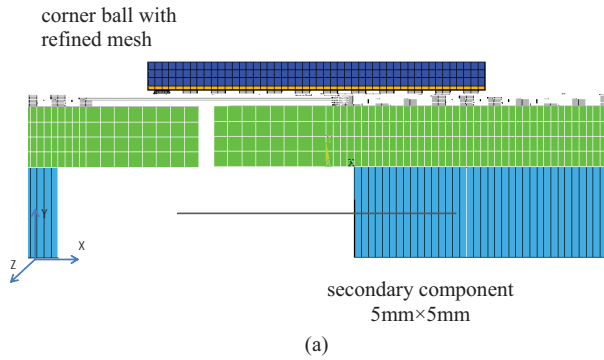 corner ball with
refined mesh
Y
X
Z
secondary component
5mm×5mm
(a)